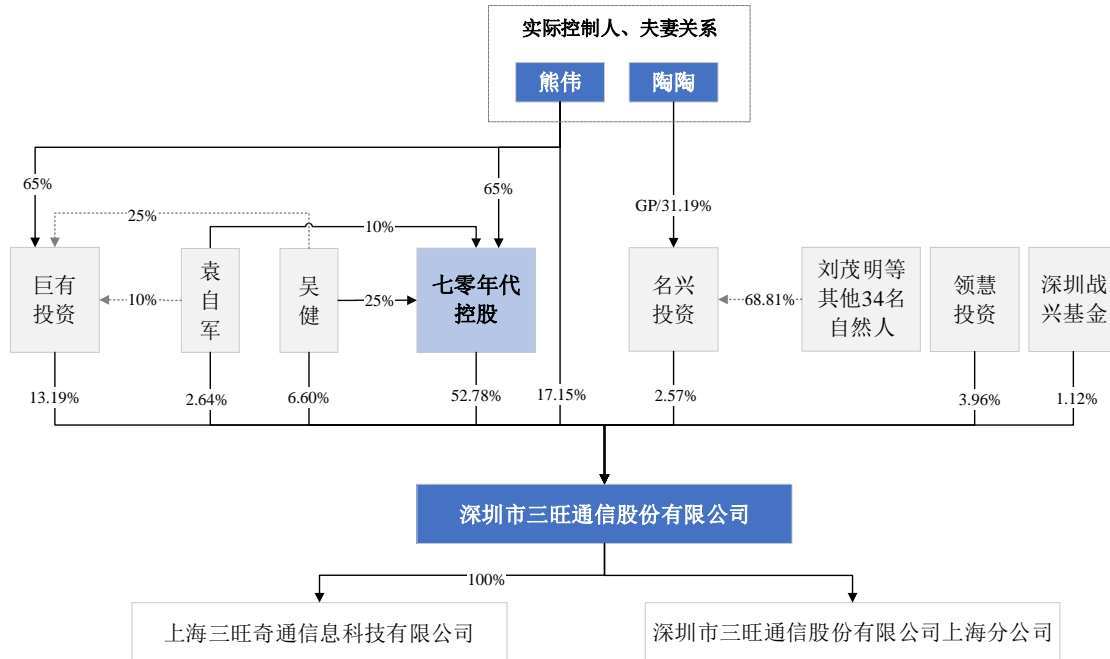 实际控制人、夫妻关系
熊伟
陶陶
65%
65%
GP/31.19%
25%
10%
巨有
投资
10%
袁
自
军
吴
健
25%
七零年代
控股
名兴
投资
68.81%
刘茂明等
其他34名
自然人
领慧
投资
深圳战
兴基金
13.19%
2.64%
6.60%
52.78%
17.15%
2.57%
3.96%
1.12%
深圳市三旺通信股份有限公司
100%
上海三旺奇通信息科技有限公司
深圳市三旺通信股份有限公司上海分公司